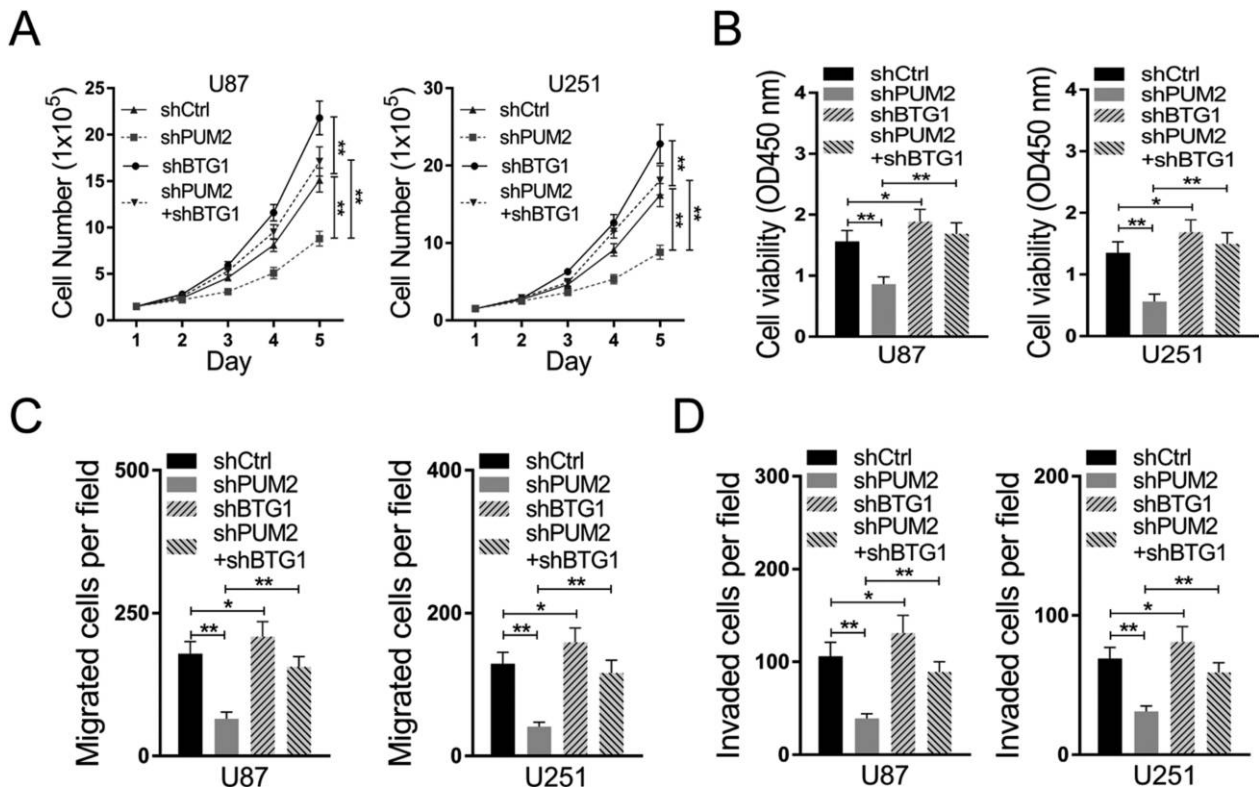 A
U87
Cell Number (1x10⁵)
25
20
15
10
5
0
shCtrl
shPUM2
shBTG1
shPUM2
+shBTG1
**
**
**
1 2 3 4 5
Day
U251
Cell Number (1x10⁵)
25
20
15
10
5
0
shCtrl
shPUM2
shBTG1
shPUM2
+shBTG1
**
**
**
1 2 3 4 5
Day
B
Cell viability (OD450 nm)
4
3
2
1
0
shCtrl
shPUM2
shBTG1
shPUM2
+shBTG1
**
*
**
U87
Cell viability (OD450 nm)
4
3
2
1
0
shCtrl
shPUM2
shBTG1
shPUM2
+shBTG1
**
*
**
U251
C
Migrated cells per field
500
250
0
shCtrl
shPUM2
shBTG1
shPUM2
+shBTG1
**
*
**
U87
Migrated cells per field
400
200
0
shCtrl
shPUM2
shBTG1
shPUM2
+shBTG1
**
*
**
U251
D
Invaded cells per field
300
200
100
0
shCtrl
shPUM2
shBTG1
shPUM2
+shBTG1
**
*
**
U87
Invaded cells per field
200
100
0
shCtrl
shPUM2
shBTG1
shPUM2
+shBTG1
**
*
**
U251